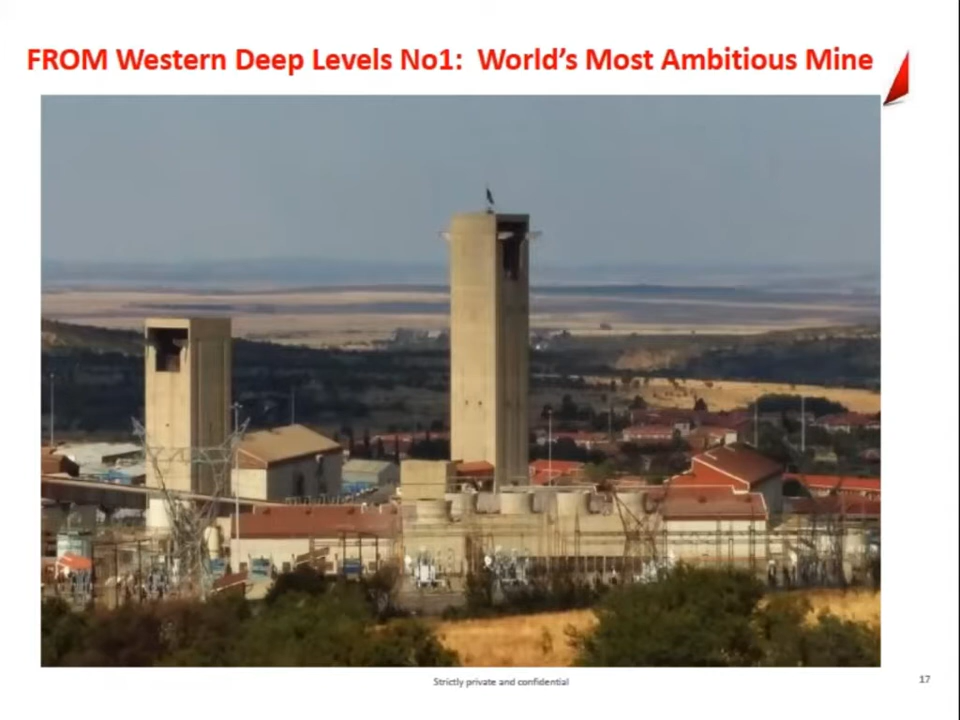 FROM Western Deep Levels No1:  World’s Most Ambitious Mine
Strictly private and confidential
17